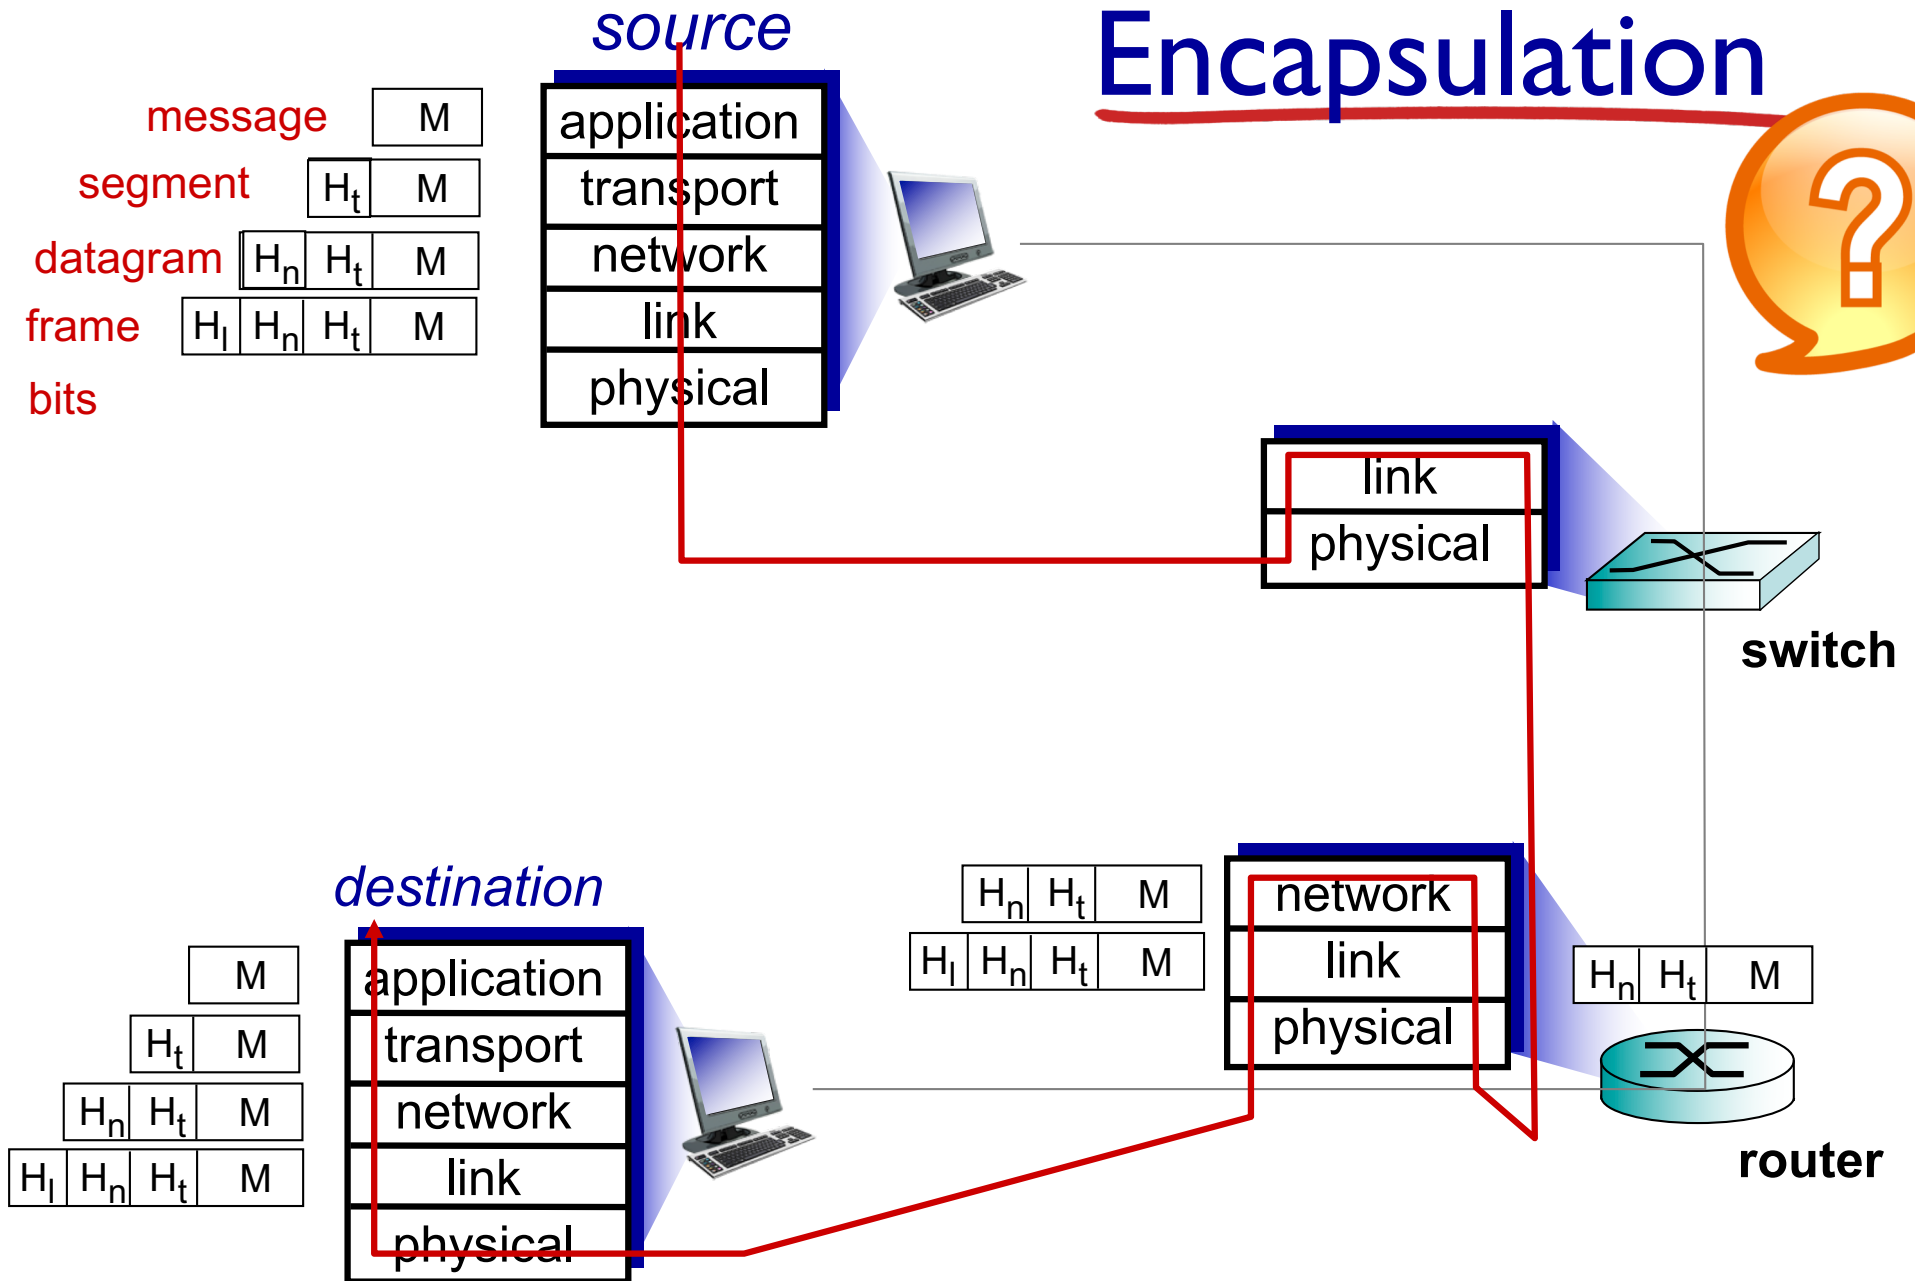 source
Encapsulation
message M
segment Ht M
datagram Hn Ht M
frame Hl Hn Ht M
bits
application
transport
network
link
physical
?
link
physical
switch
destination
M
Ht M
Hn Ht M
Hl Hn Ht M
application
transport
network
link
physical
Hn Ht M
Hl Hn Ht M
network
link
physical
Hn Ht M
router